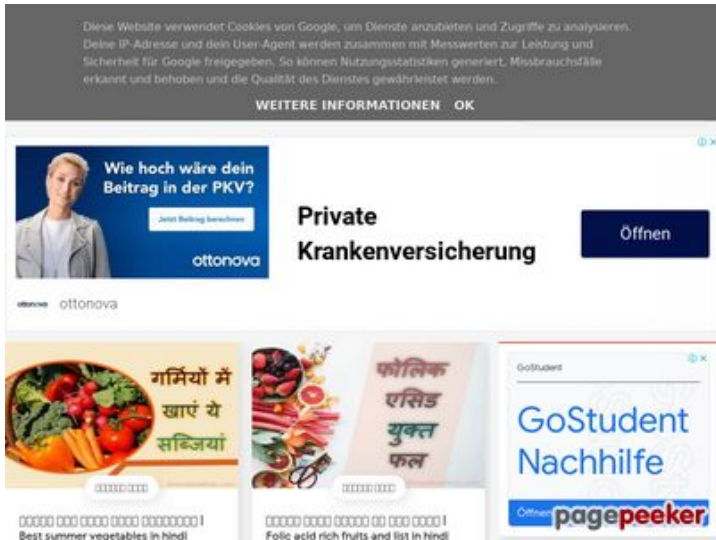 Diese Website verwendet Cookies von Google, um Dienste anzubieten und Zugriffe zu analysieren.
Deine IP-Adresse und dein User-Agent werden zusammen mit Messwerten zur Leistung und
Sicherheit für Google freigegeben. So können Nutzungsstatistiken generiert, Missbrauchsfälle
erkannt und behoben und die Qualität des Dienstes gewährleistet werden.
WEITERE INFORMATIONEN OK
Wie hoch wäre dein
Beitrag in der PKV?
Jetzt Beitrag berechnen
ottonova
Private
Krankenversicherung
Öffnen
ottonova ottonova
गर्मियों में
खाएं ये
सब्जियां
फोलिक
एसिड
युक्त
फल
GoStudent
GoStudent
Nachhilfe
Öffnen
pagepeeker
Best summer vegetables in hindi
Folic acid rich fruits and list in hindi